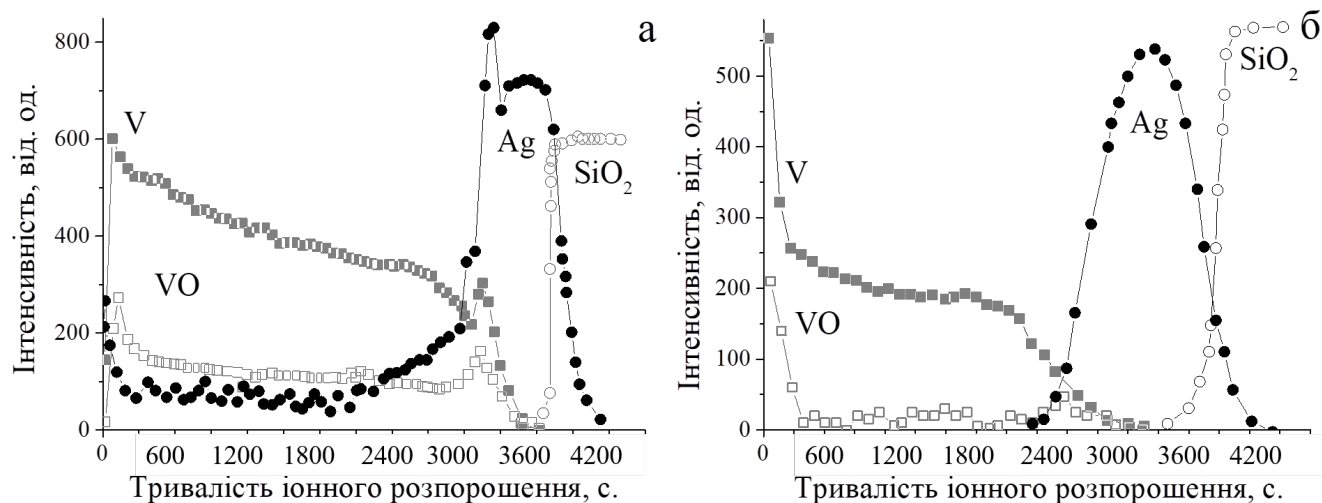 а
800
V
Ag
600
SiO₂
400
VO
200
0
0 600 1200 1800 2400 3000 3600 4200
Інтенсивність, від. од.
Тривалість іонного розпорошення, с.
б
500
SiO₂
400
V
Ag
300
200
VO
100
0
0 600 1200 1800 2400 3000 3600 4200
Інтенсивність, від. од.
Тривалість іонного розпорошення, с.